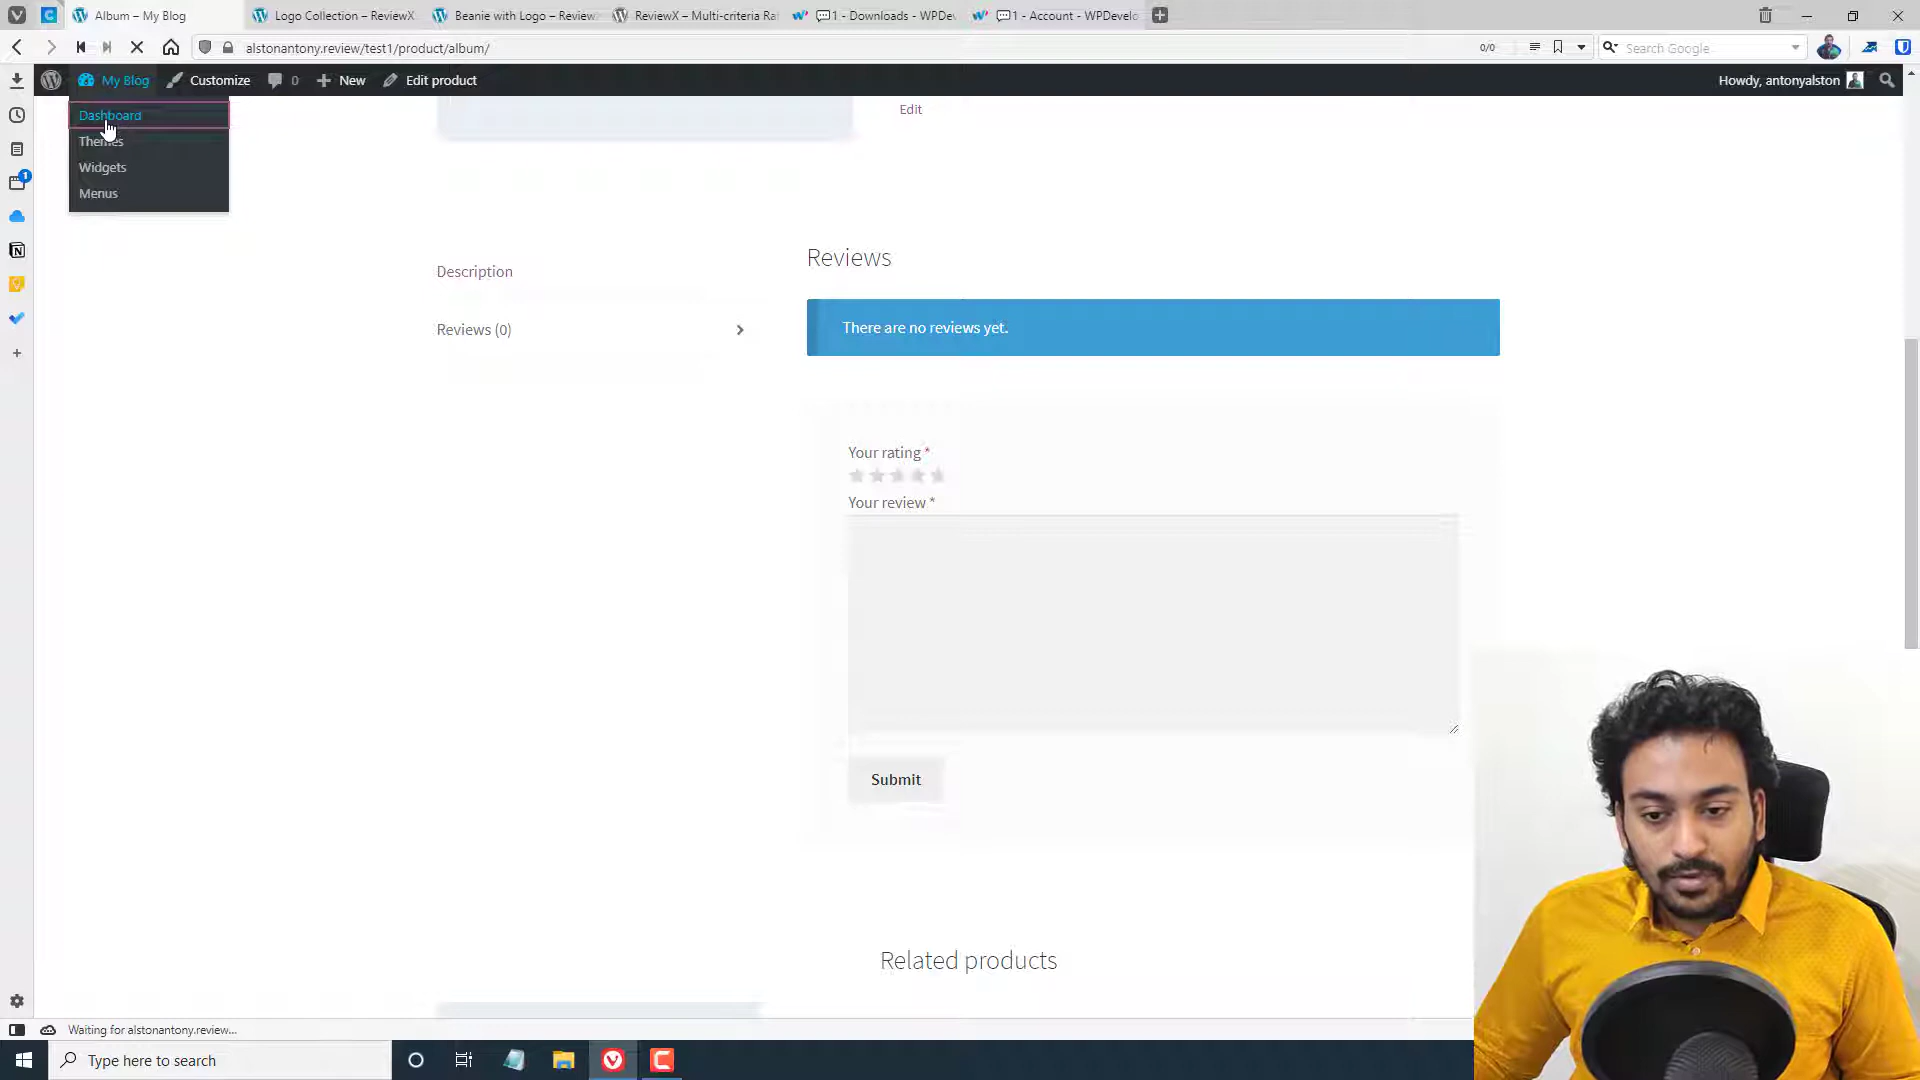 Album – My Blog
Logo Collection – ReviewX
Beanie with Logo – Review
ReviewX – Multi-criteria Ra
1 - Downloads - WPDev
1 - Account - WPDevelo
alstonantony.review/test1/product/album/
0/0
Search Google
My Blog
Customize
0
New
Edit product
Howdy, antonyalston
Dashboard
Themes
Widgets
Menus
1
Edit
Description
Reviews (0)
Reviews
There are no reviews yet.
Your rating *
Your review *
Submit
Related products
Waiting for alstonantony.review...
Type here to search